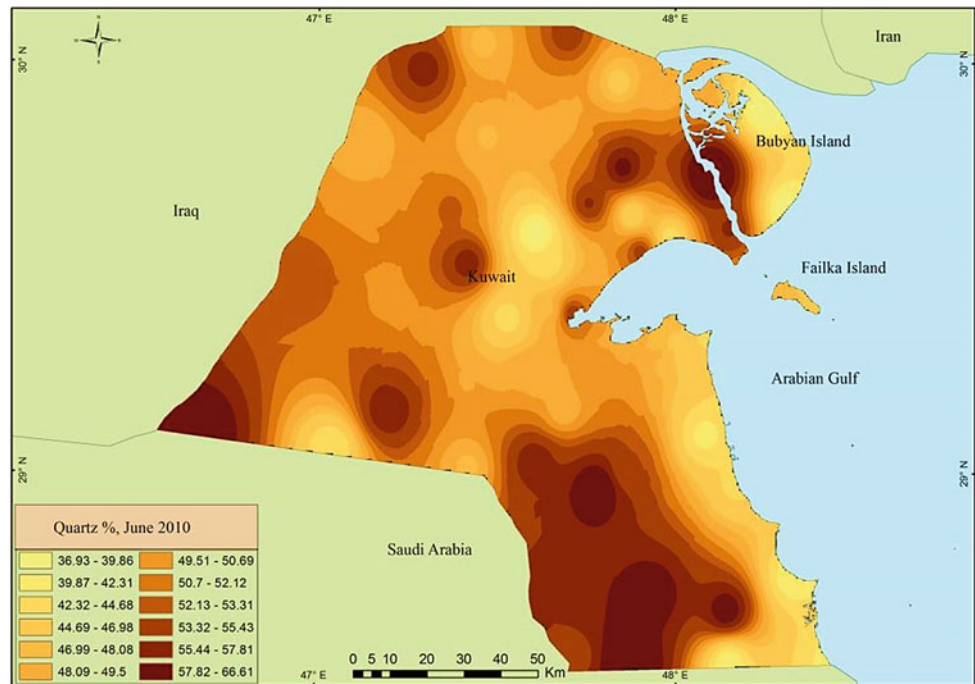 47° E
48° E
Iran
30° N
30° N
Bubyan Island
Iraq
Failka Island
Kuwait
Arabian Gulf
29° N
29° N
Quartz %, June 2010
Saudi Arabia
36.93 - 39.86
49.51 - 50.69
39.87 - 42.31
50.7 - 52.12
42.32 - 44.68
52.13 - 53.31
44.69 - 46.98
53.32 - 55.43
46.99 - 48.08
55.44 - 57.81
48.09 - 49.5
57.82 - 66.61
0 5 10 20 30 40 50
Km
47° E
48° E